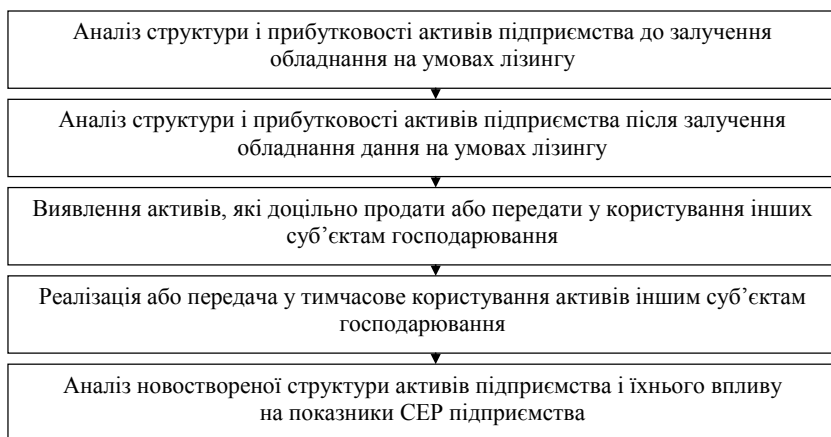 Аналіз структури і прибутковості активів підприємства до залучення
обладнання на умовах лізингу
Аналіз структури і прибутковості активів підприємства після залучення
обладнання дання на умовах лізингу
Виявлення активів, які доцільно продати або передати у користування інших
суб’єктам господарювання
Реалізація або передача у тимчасове користування активів іншим суб’єктам
господарювання
Аналіз новоствореної структури активів підприємства і їхнього впливу
на показники СЕР підприємства